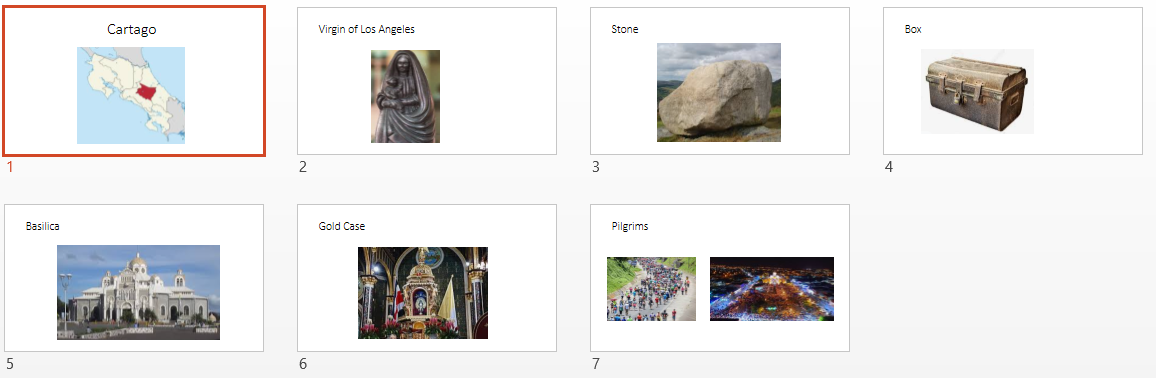 Cartago
1
Virgin of Los Angeles
2
Stone
3
Box
4
Basilica
5
Gold Case
6
Pilgrims
7